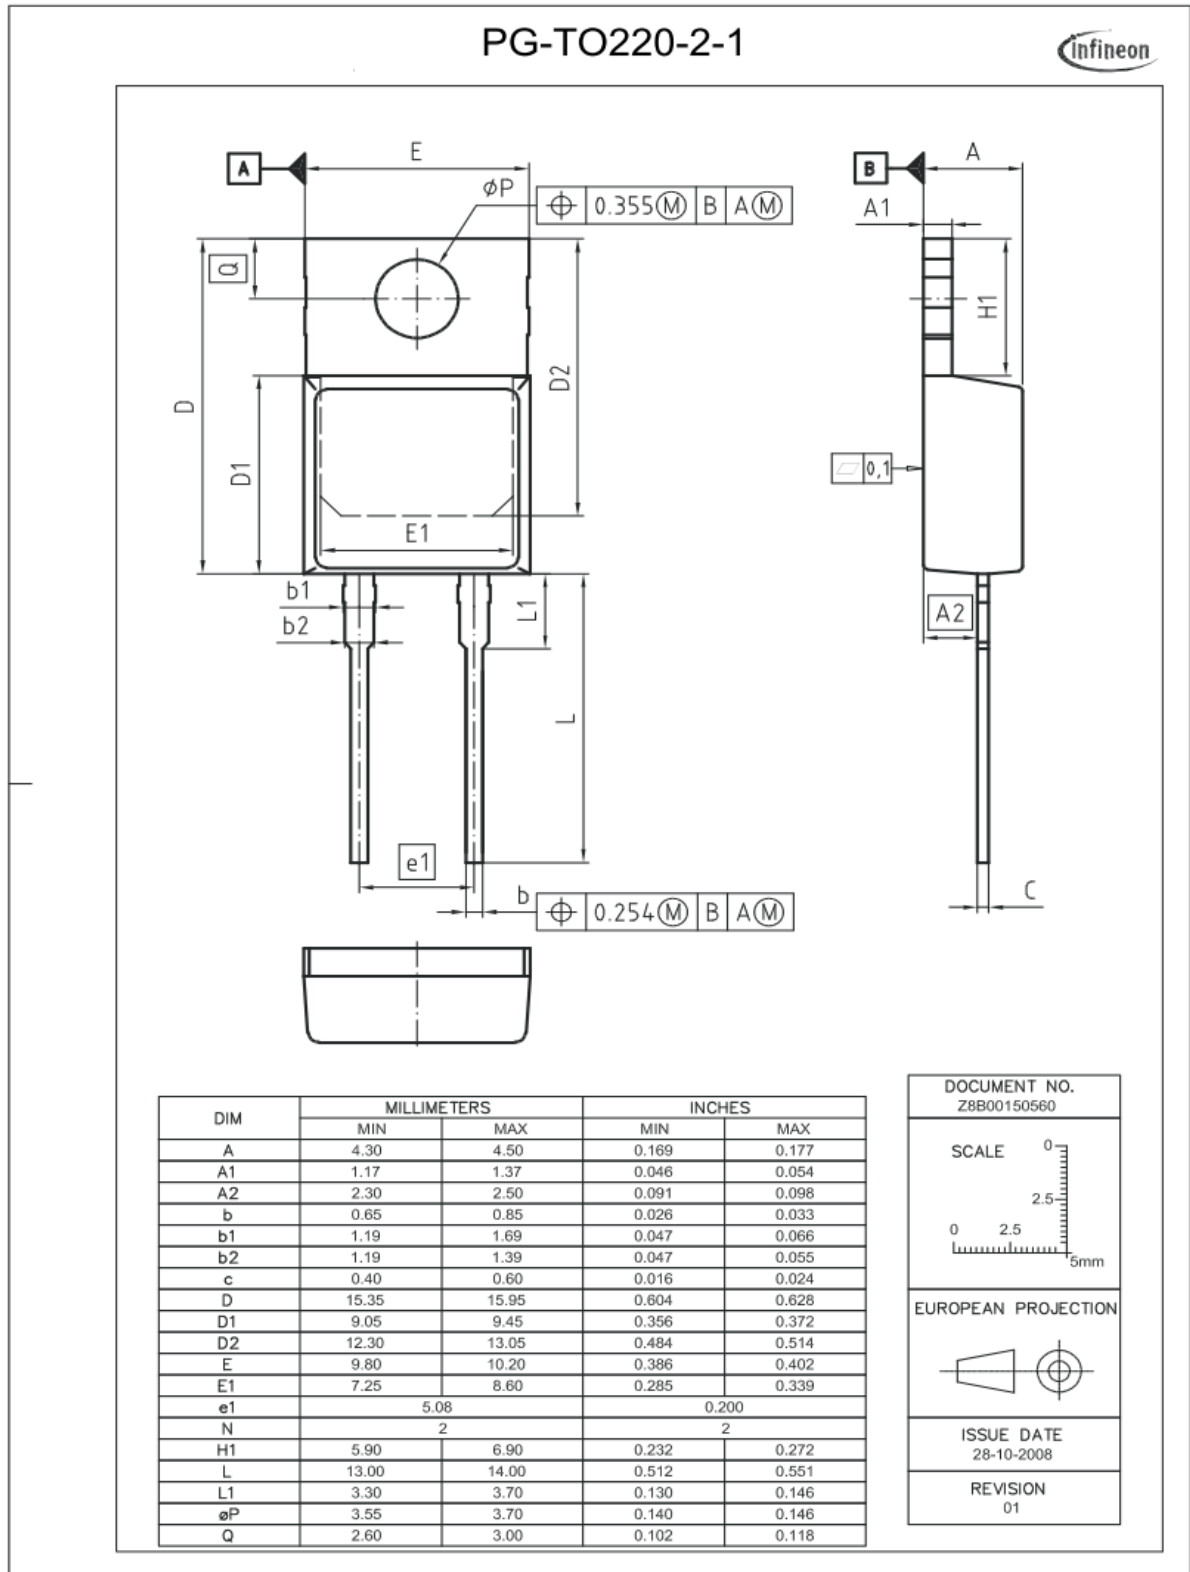 PG-TO220-2-1
infineon
A
E
B
A
øP
⌖ 0.355Ⓜ B AⓂ
A1
Q
H1
D2
D
D1
▱ 0,1
E1
b1
L1
A2
b2
L
e1
b
⌖ 0.254Ⓜ B AⓂ
C
DIM MILLIMETERS INCHES
MIN MAX MIN MAX
A 4.30 4.50 0.169 0.177
A1 1.17 1.37 0.046 0.054
A2 2.30 2.50 0.091 0.098
b 0.65 0.85 0.026 0.033
b1 1.19 1.69 0.047 0.066
b2 1.19 1.39 0.047 0.055
c 0.40 0.60 0.016 0.024
D 15.35 15.95 0.604 0.628
D1 9.05 9.45 0.356 0.372
D2 12.30 13.05 0.484 0.514
E 9.80 10.20 0.386 0.402
E1 7.25 8.60 0.285 0.339
e1 5.08 0.200
N 2 2
H1 5.90 6.90 0.232 0.272
L 13.00 14.00 0.512 0.551
L1 3.30 3.70 0.130 0.146
øP 3.55 3.70 0.140 0.146
Q 2.60 3.00 0.102 0.118
DOCUMENT NO.
Z8B00150560
SCALE
0
2.5
0 2.5
5mm
EUROPEAN PROJECTION
ISSUE DATE
28-10-2008
REVISION
01